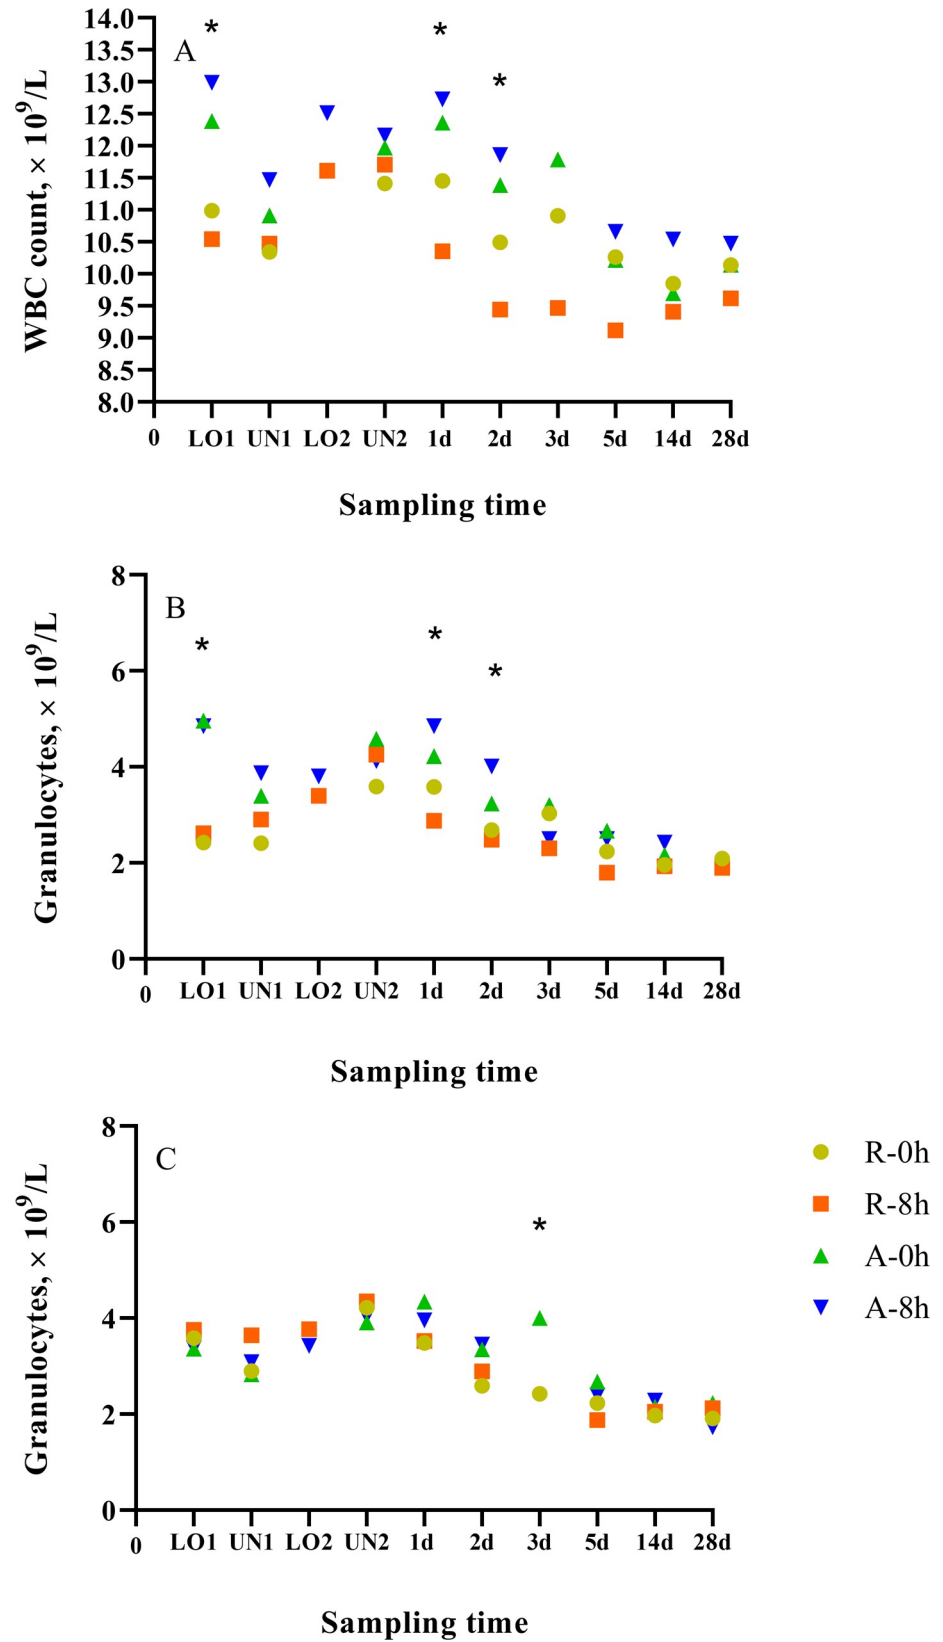 A
* * *
WBC count, × 10⁹/L
14.0
13.5
13.0
12.5
12.0
11.5
11.0
10.5
10.0
9.5
9.0
8.5
8.0
0 LO1 UN1 LO2 UN2 1d 2d 3d 5d 14d 28d
Sampling time
B
* * *
Granulocytes, × 10⁹/L
8
6
4
2
0
0 LO1 UN1 LO2 UN2 1d 2d 3d 5d 14d 28d
Sampling time
C
*
Granulocytes, × 10⁹/L
8
6
4
2
0
0 LO1 UN1 LO2 UN2 1d 2d 3d 5d 14d 28d
Sampling time
R-0h
R-8h
A-0h
A-8h